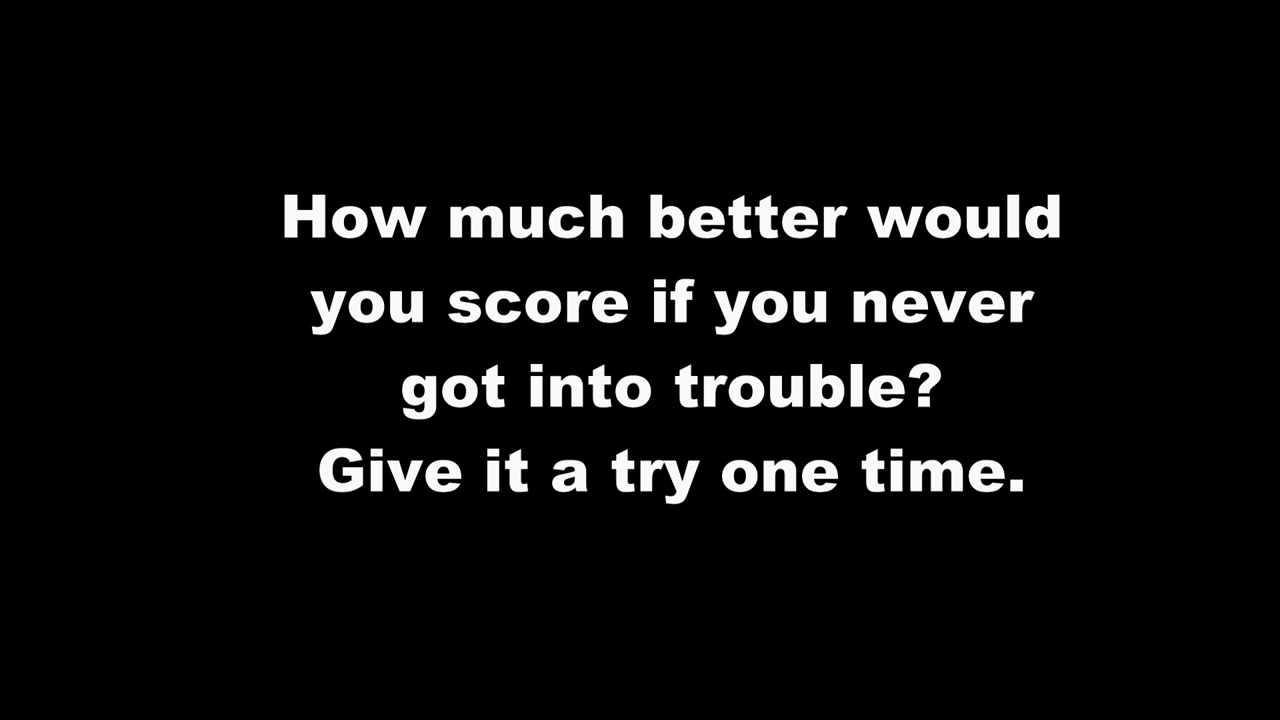 How much better would
you score if you never
got into trouble?
Give it a try one time.